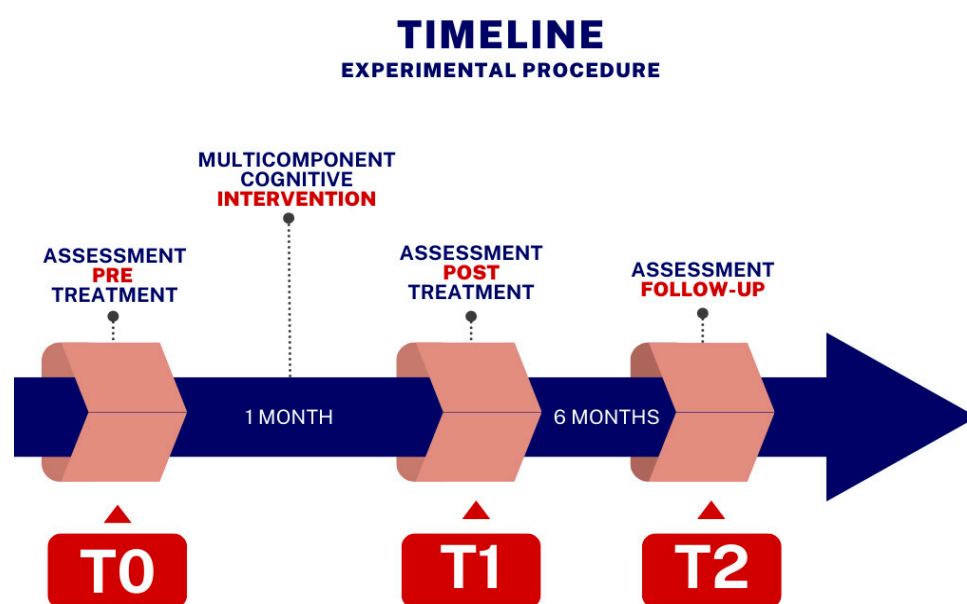 TIMELINE
EXPERIMENTAL PROCEDURE
MULTICOMPONENT
COGNITIVE
INTERVENTION
ASSESSMENT
PRE
TREATMENT
ASSESSMENT
POST
TREATMENT
ASSESSMENT
FOLLOW-UP
1 MONTH
6 MONTHS
T0
T1
T2